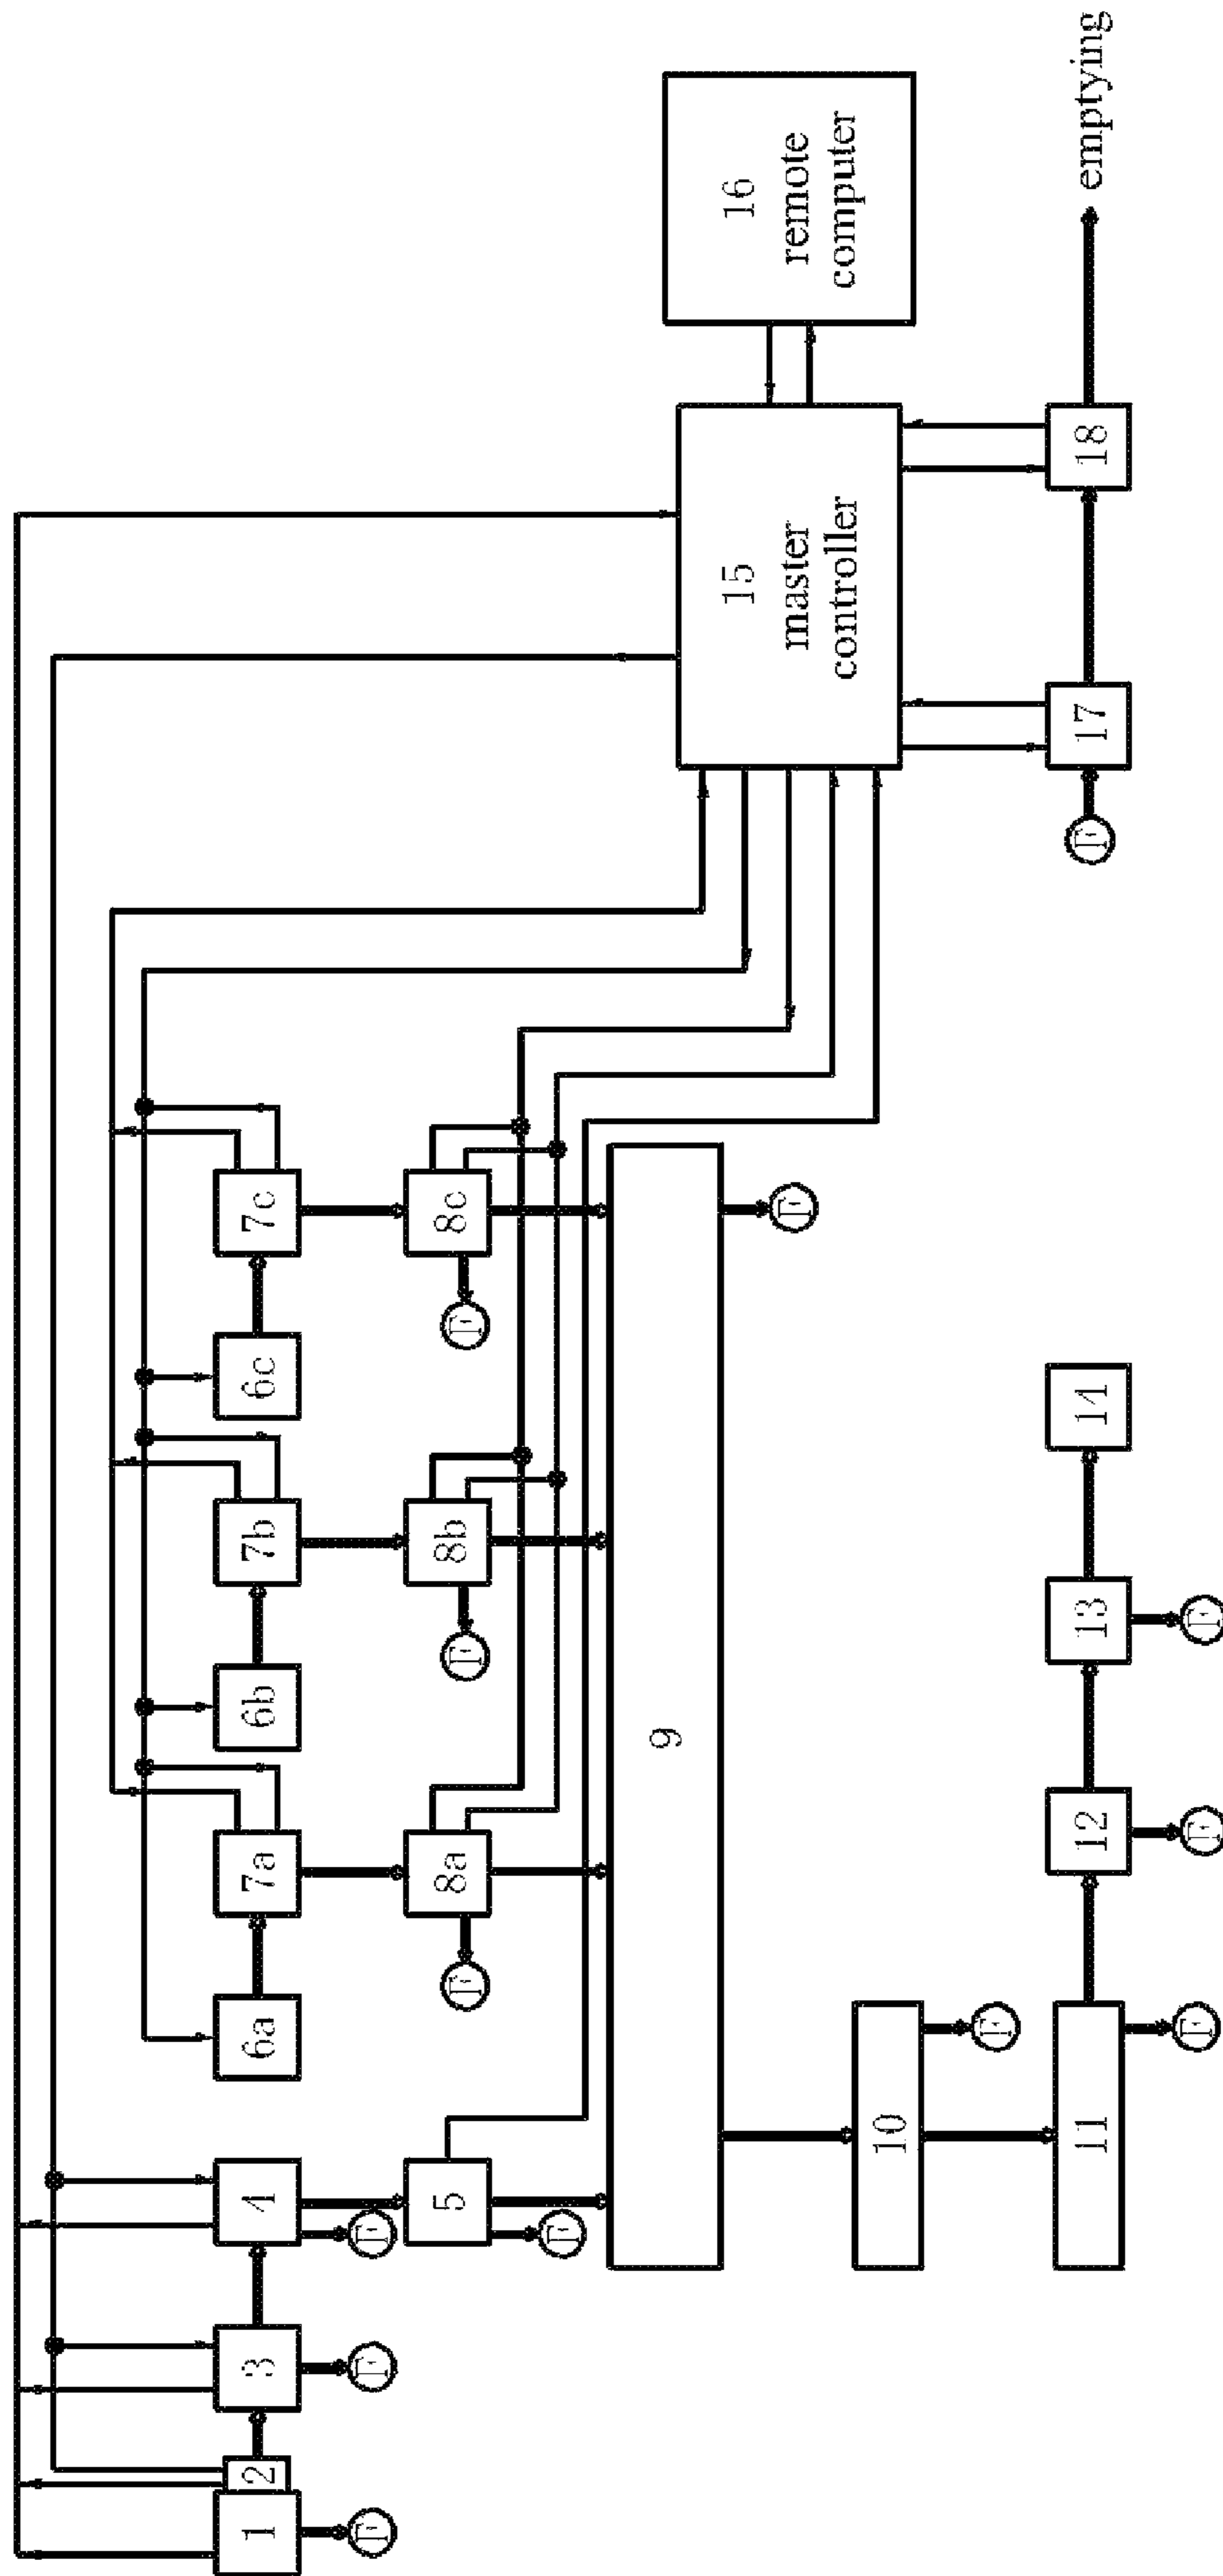 1
2
3
4
6a
7a
6b
7b
6c
7c
F
F
F
5
8a
8b
8c
F
F
F
F
9
F
15
master
controller
16
remote
computer
10
F
11
12
13
14
F
F
F
F
17
18
emptying